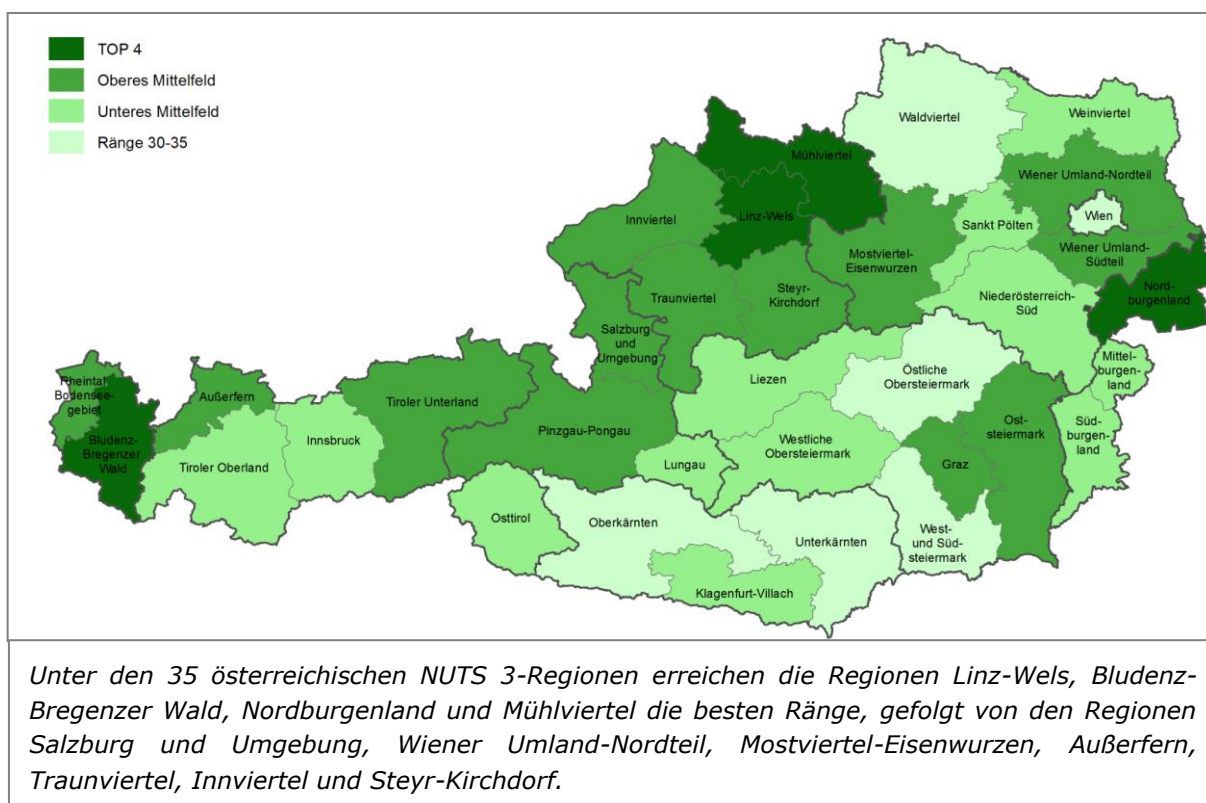 TOP 4
Oberes Mittelfeld
Unteres Mittelfeld
Ränge 30-35
Waldviertel
Weinviertel
Mühlviertel
Wiener Umland-Nordteil
Linz-Wels
Wien
Innviertel
Sankt Pölten
Mostviertel-
Eisenwurzen
Wiener Umland-
Südteil
Nord-
burgenland
Traunviertel
Steyr-
Kirchdorf
Niederösterreich-
Süd
Salzburg
und
Umgebung
Mittel-
burgen-
land
Liezen
Östliche
Obersteiermark
Rheintal-
Bodensee-
gebiet
Außerfern
Tiroler Unterland
Ost-
steiermark
Süd-
burgen-
land
Bludenz-
Bregenzer
Wald
Innsbruck
Pinzgau-Pongau
Westliche
Obersteiermark
Tiroler Oberland
Lungau
Graz
Osttirol
Oberkärnten
Unterkärnten
West-
und Süd-
steiermark
Klagenfurt-Villach
Unter den 35 österreichischen NUTS 3-Regionen erreichen die Regionen Linz-Wels, Bludenz-
Bregenzer Wald, Nordburgenland und Mühlviertel die besten Ränge, gefolgt von den Regionen
Salzburg und Umgebung, Wiener Umland-Nordteil, Mostviertel-Eisenwurzen, Außerfern,
Traunviertel, Innviertel und Steyr-Kirchdorf.